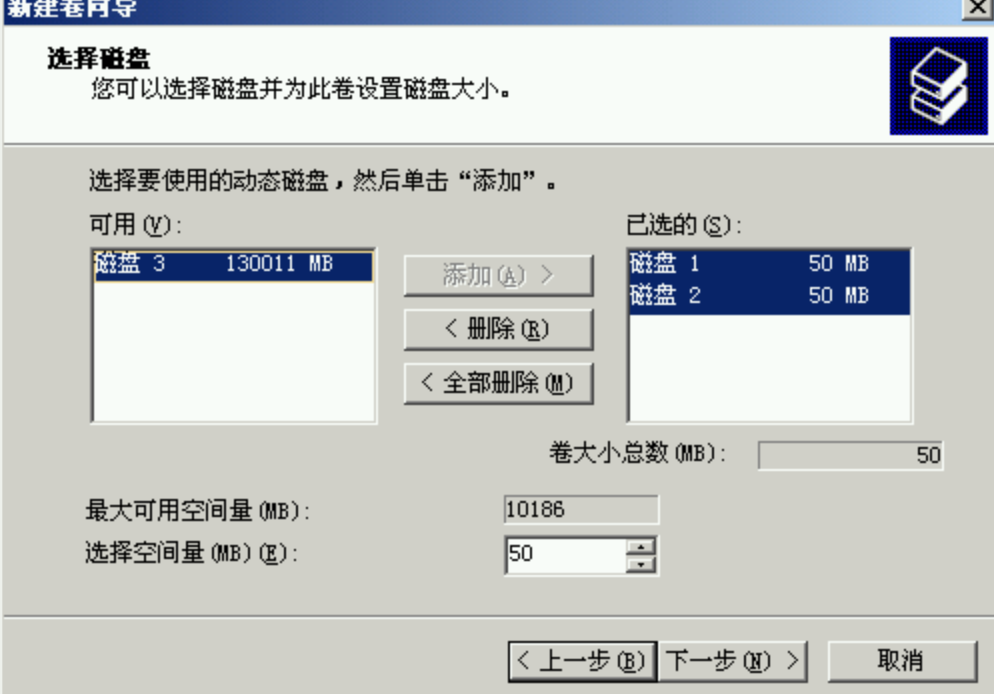 新建卷向导
选择磁盘
您可以选择磁盘并为此卷设置磁盘大小。
选择要使用的动态磁盘，然后单击“添加”。
可用(V): 已选的(S):
磁盘 3 130011 MB 添加(A) > 磁盘 1 50 MB
磁盘 2 50 MB
< 删除(R)
< 全部删除(M)
卷大小总数(MB): 50
最大可用空间量(MB): 10186
选择空间量(MB)(E): 50
< 上一步(B) 下一步(N) > 取消